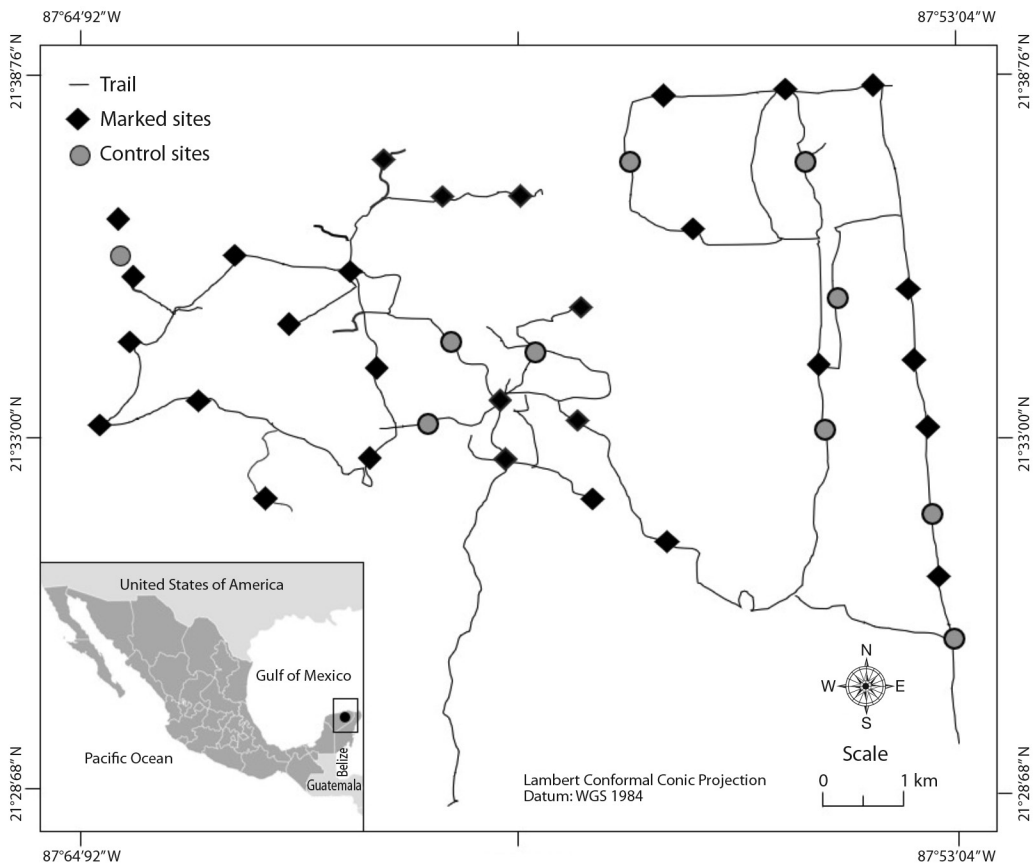 87°64'92"W
87°53'04"W
21°38'76"N
21°38'76"N
Trail
Marked sites
Control sites
21°33'00"N
21°33'00"N
United States of America
Gulf of Mexico
Pacific Ocean
Belize
Guatemala
N
W
E
S
Scale
0
1 km
Lambert Conformal Conic Projection
Datum: WGS 1984
21°28'68"N
21°28'68"N
87°64'92"W
87°53'04"W